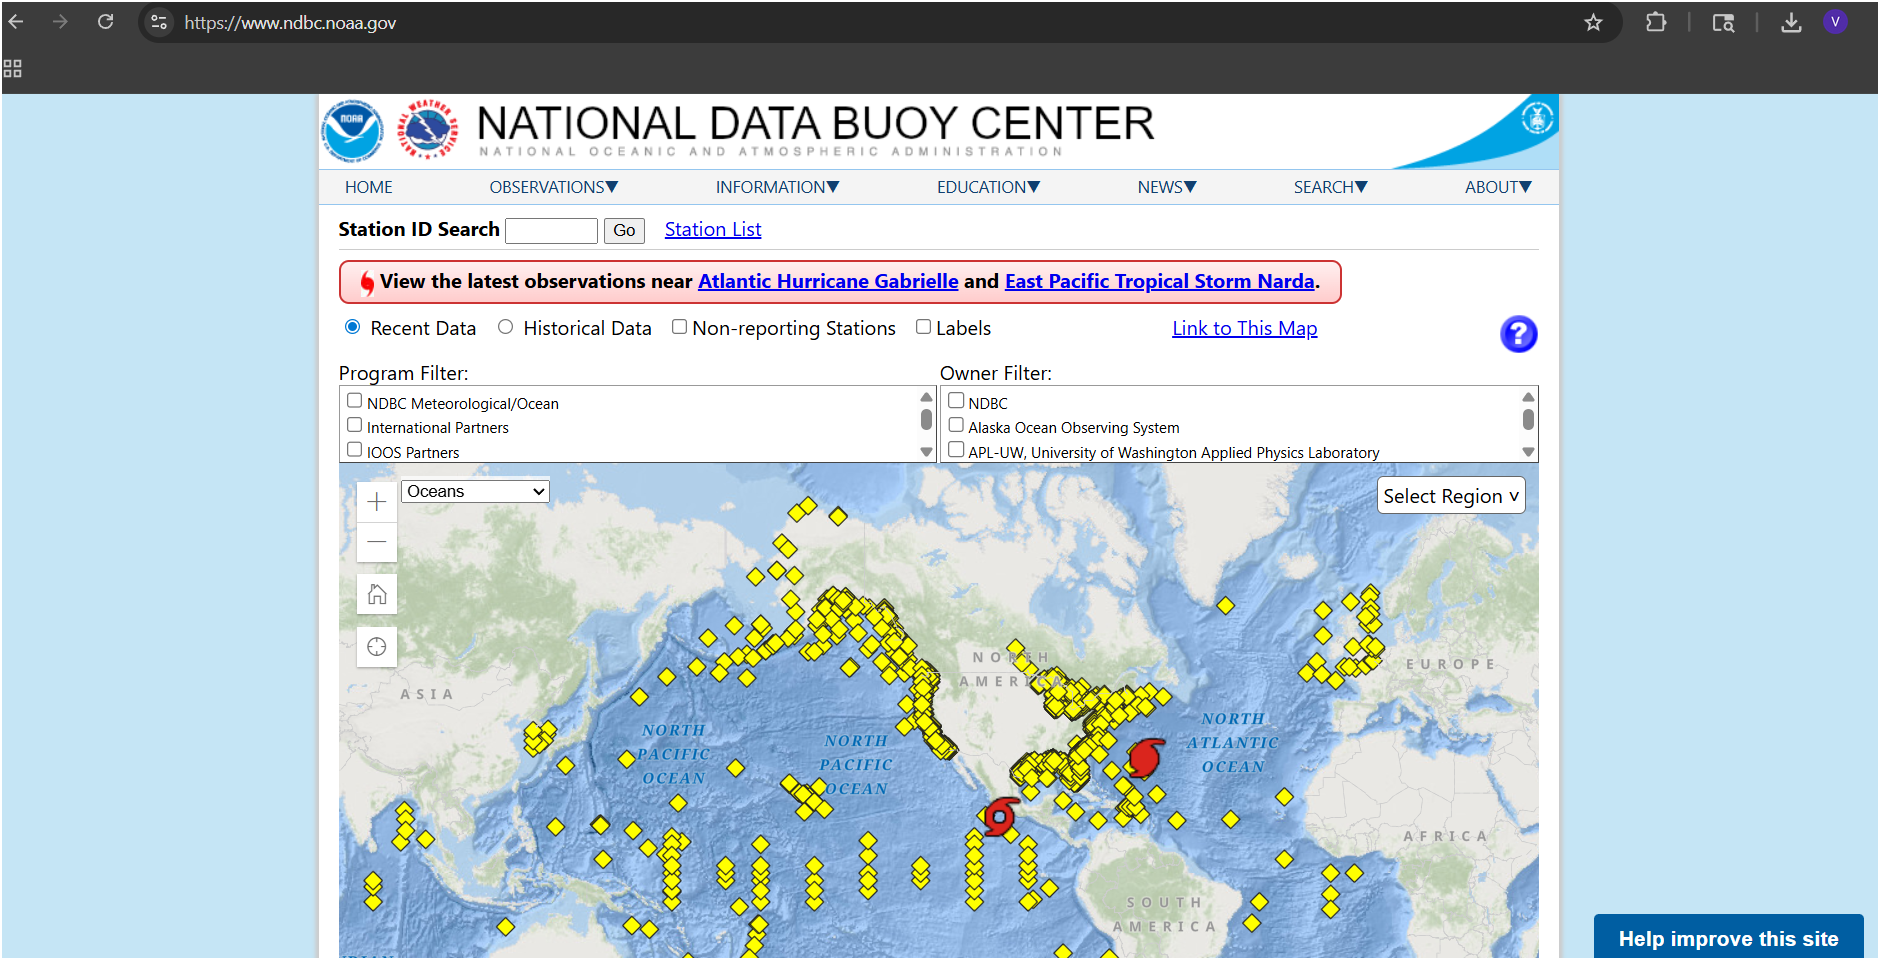 https://www.ndbc.noaa.gov
V
NOAA
NATIONAL WEATHER SERVICE
NATIONAL DATA BUOY CENTER
NATIONAL OCEANIC AND ATMOSPHERIC ADMINISTRATION
HOME OBSERVATIONS▼ INFORMATION▼ EDUCATION▼ NEWS▼ SEARCH▼ ABOUT▼
Station ID Search Go Station List
View the latest observations near Atlantic Hurricane Gabrielle and East Pacific Tropical Storm Narda.
Recent Data Historical Data Non-reporting Stations Labels Link to This Map ?
Program Filter: Owner Filter:
NDBC Meteorological/Ocean NDBC
International Partners Alaska Ocean Observing System
IOOS Partners APL-UW, University of Washington Applied Physics Laboratory
+ Oceans Select Region v
−
NORTH
AMERICA
EUROPE
ASIA
NORTH
PACIFIC
OCEAN
NORTH
PACIFIC
OCEAN
NORTH
ATLANTIC
OCEAN
AFRICA
SOUTH
AMERICA
Help improve this site